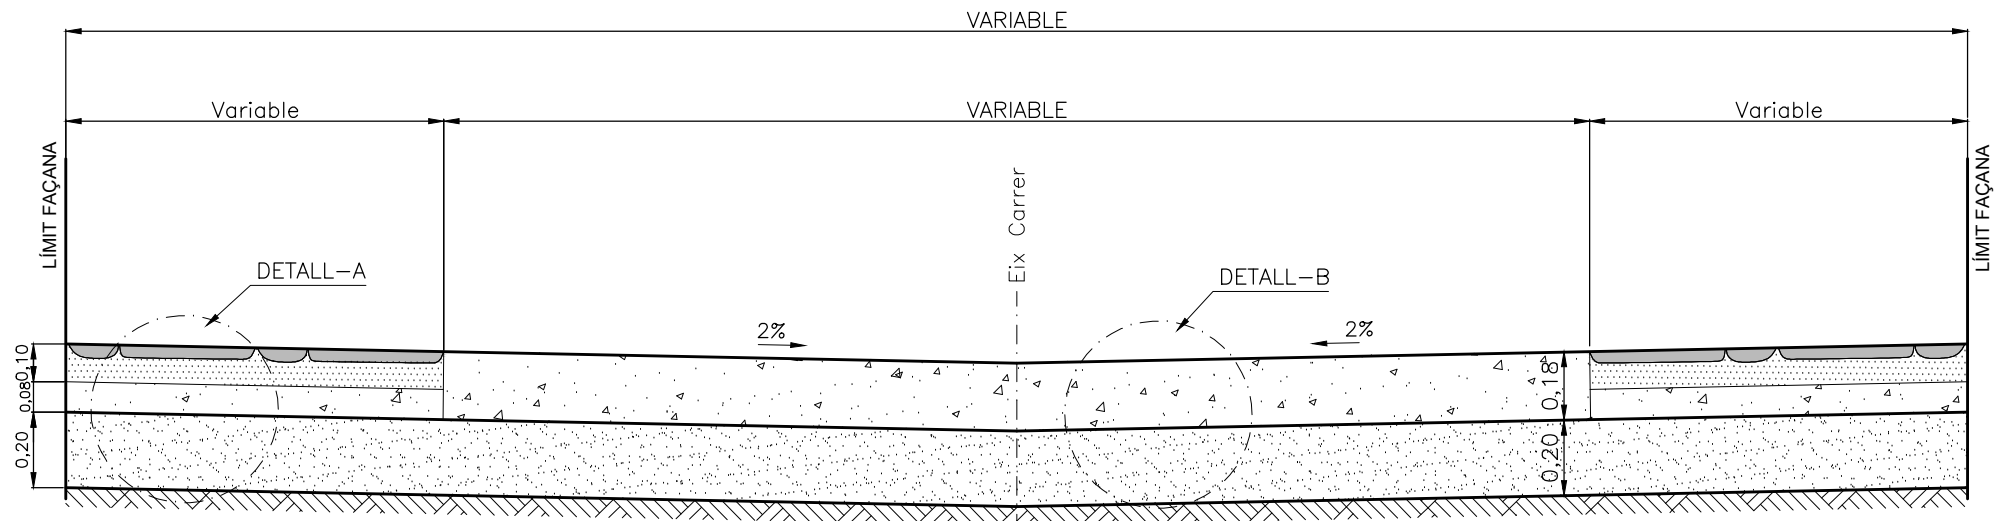 VARIABLE
Variable
VARIABLE
Variable
LÍMIT FAÇANA
Eix Carrer
LÍMIT FAÇANA
DETALL-A
DETALL-B
2%
2%
0,10
0,08
0,20
0,18
0,20